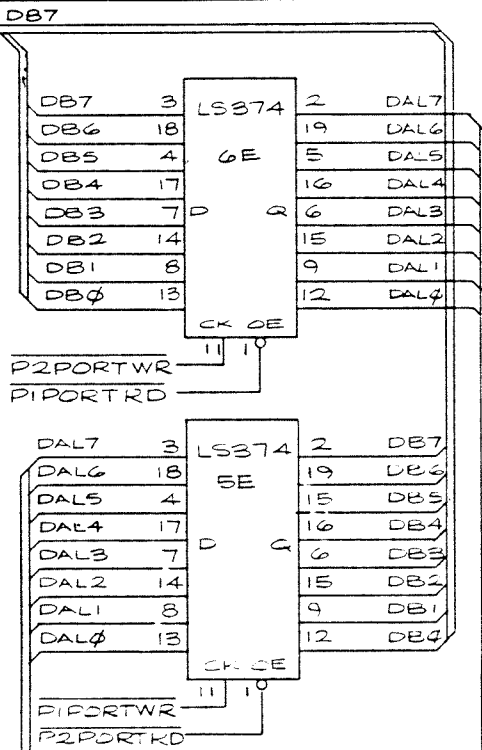 DB7
DB7 3 LS374 2 DAL7
DB6 18 19 DAL6
DB5 4 6E 5 DAL5
DB4 17 16 DAL4
DB3 7 D Q 6 DAL3
DB2 14 15 DAL2
DB1 8 9 DAL1
DBØ 13 12 DALØ
CK OE
11 1
P2PORTWR
P1PORTRD
DAL7 3 LS374 2 DB7
DAL6 18 5E 19 DB6
DAL5 4 15 DB5
DAL4 17 16 DB4
DAL3 7 D Q 6 DB3
DAL2 14 15 DB2
DAL1 8 9 DB1
DALØ 13 12 DBØ
CK OE
11 1
P1PORTWR
P2PORTRD